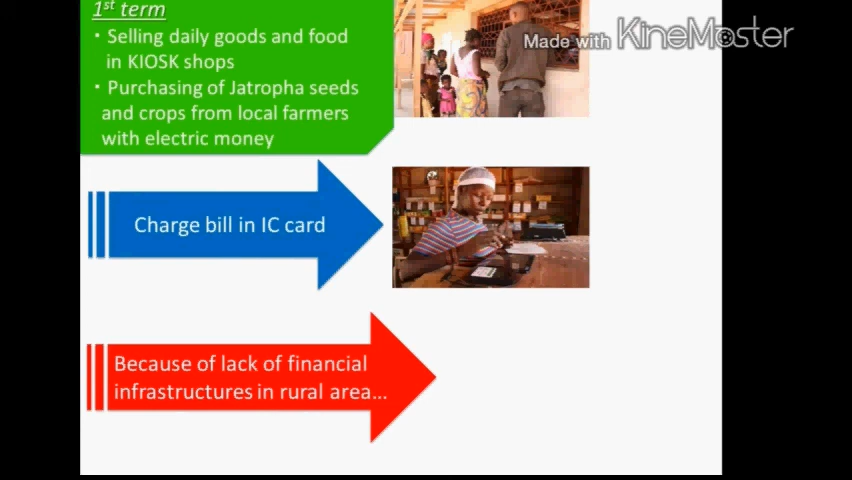 1st term
・Selling daily goods and food
in KIOSK shops
・Purchasing of Jatropha seeds
and crops from local farmers
with electric money
Made with KineMaster
Charge bill in IC card
Because of lack of financial
infrastructures in rural area...